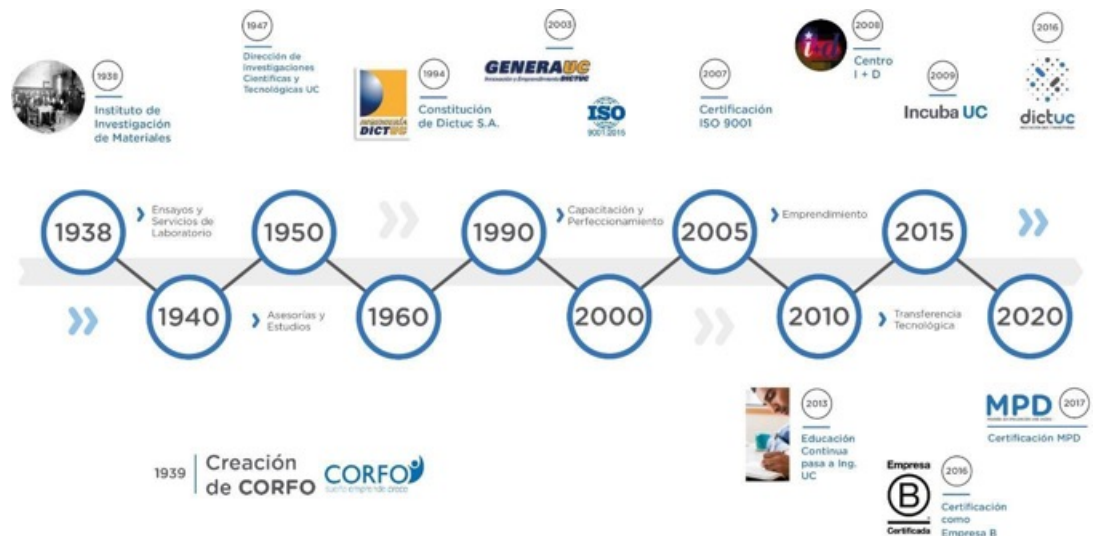 1938
Instituto de
Investigación
de Materiales
1947
Dirección de
Investigaciones
Científicas y
Tecnológicas UC
DICTUC
1994
Constitución
de Dictuc S.A.
2003
GENERAUC
Innovación y Emprendimiento DICTUC
ISO
9001:2015
2007
Certificación
ISO 9001
i+d
2008
Centro
I + D
2009
Incuba UC
2016
dictuc
1938
Ensayos y
Servicios de
Laboratorio
1950
1990
Capacitación y
Perfeccionamiento
2005
Emprendimiento
2015
1940
Asesorías y
Estudios
1960
2000
2010
Transferencia
Tecnológica
2020
1939
Creación
de CORFO
CORFO
2013
Educación
Continua
pasa a Ing.
UC
Empresa
B
Certificada
2016
Certificación
como
Empresa B
MPD
2017
Certificación MPD